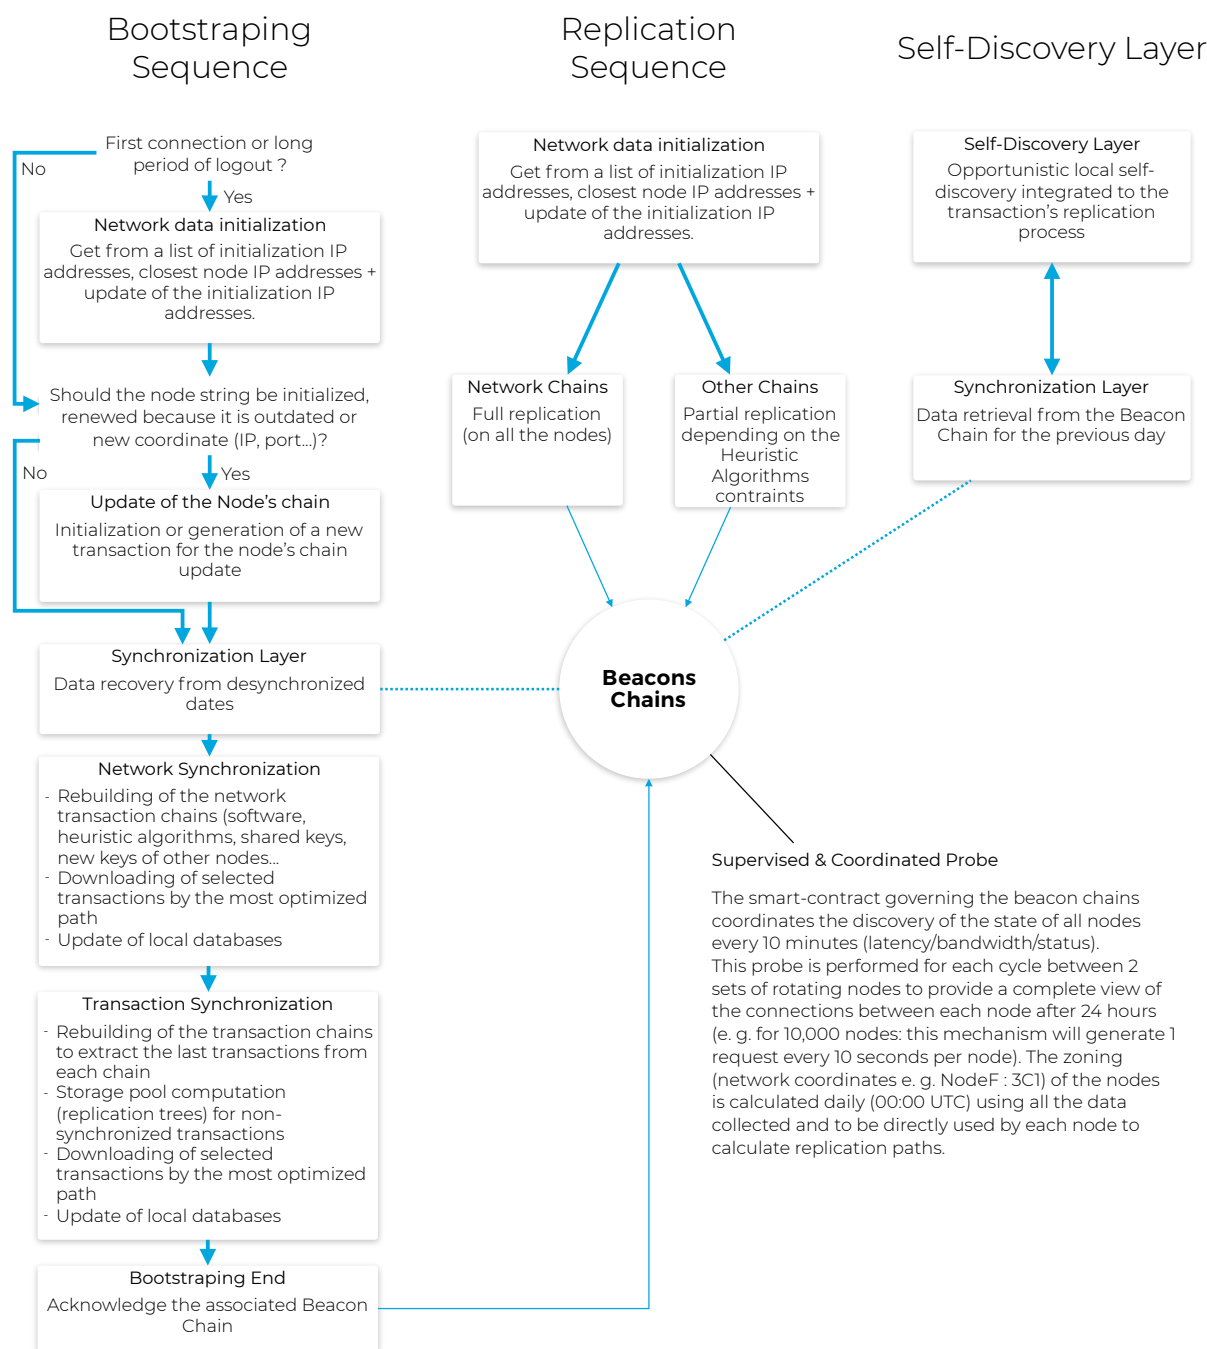 Bootstraping
Sequence
First connection or long
period of logout ?
No
Yes
Network data initialization
Get from a list of initialization IP
addresses, closest node IP addresses +
update of the initialization IP
addresses.
Should the node string be initialized,
renewed because it is outdated or
new coordinate (IP, port...)?
No
Yes
Update of the Node's chain
Initialization or generation of a new
transaction for the node's chain
update
Synchronization Layer
Data recovery from desynchronized
dates
Network Synchronization
- Rebuilding of the network
transaction chains (software,
heuristic algorithms, shared keys,
new keys of other nodes...
- Downloading of selected
transactions by the most optimized
path
- Update of local databases
Transaction Synchronization
- Rebuilding of the transaction chains
to extract the last transactions from
each chain
- Storage pool computation
(replication trees) for non-
synchronized transactions
- Downloading of selected
transactions by the most optimized
path
- Update of local databases
Bootstraping End
Acknowledge the associated Beacon
Chain
Replication
Sequence
Network data initialization
Get from a list of initialization IP
addresses, closest node IP addresses +
update of the initialization IP
addresses.
Network Chains
Full replication
(on all the nodes)
Other Chains
Partial replication
depending on the
Heuristic
Algorithms
contraints
Beacons
Chains
Self-Discovery Layer
Self-Discovery Layer
Opportunistic local self-
discovery integrated to the
transaction's replication
process
Synchronization Layer
Data retrieval from the Beacon
Chain for the previous day
Supervised & Coordinated Probe
The smart-contract governing the beacon chains
coordinates the discovery of the state of all nodes
every 10 minutes (latency/bandwidth/status).
This probe is performed for each cycle between 2
sets of rotating nodes to provide a complete view of
the connections between each node after 24 hours
(e. g. for 10,000 nodes: this mechanism will generate 1
request every 10 seconds per node). The zoning
(network coordinates e. g. NodeF : 3C1) of the nodes
is calculated daily (00:00 UTC) using all the data
collected and to be directly used by each node to
calculate replication paths.